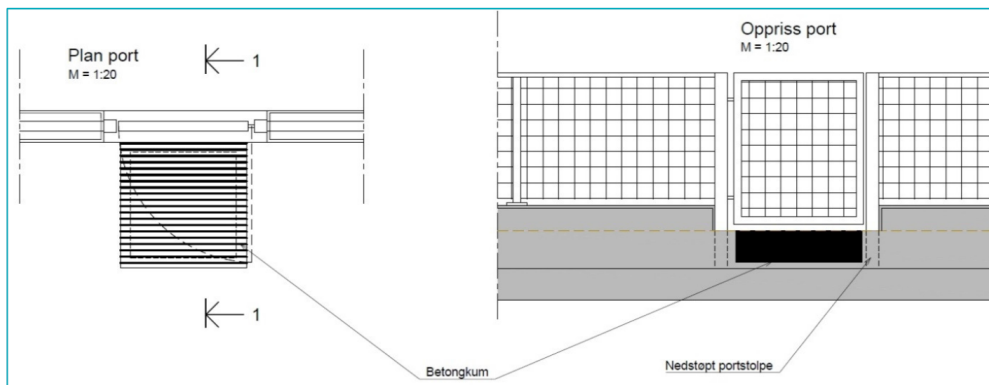 Plan port
M = 1:20
1
Oppriss port
M = 1:20
1
Betongkum
Nedstøpt portstolpe